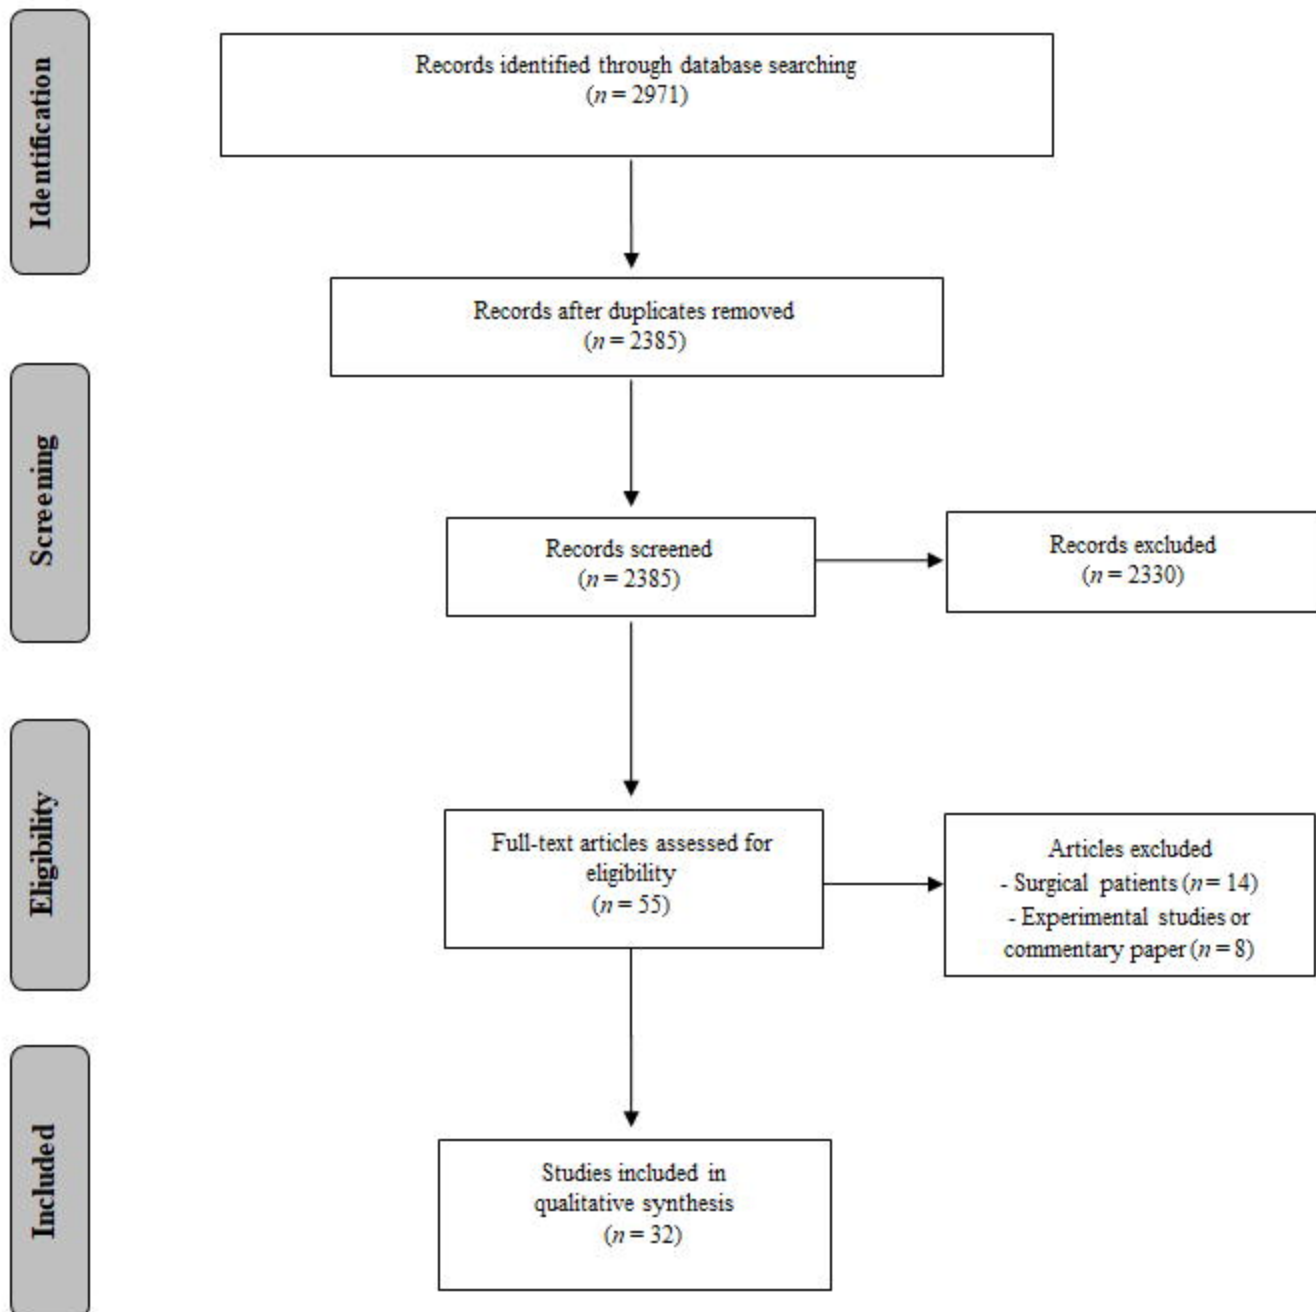 Identification
Records identified through database searching
(n = 2971)
Records after duplicates removed
(n = 2385)
Screening
Records screened
(n = 2385)
Records excluded
(n = 2330)
Eligibility
Full-text articles assessed for
eligibility
(n = 55)
Articles excluded
- Surgical patients (n = 14)
- Experimental studies or
commentary paper (n = 8)
Included
Studies included in
qualitative synthesis
(n = 32)